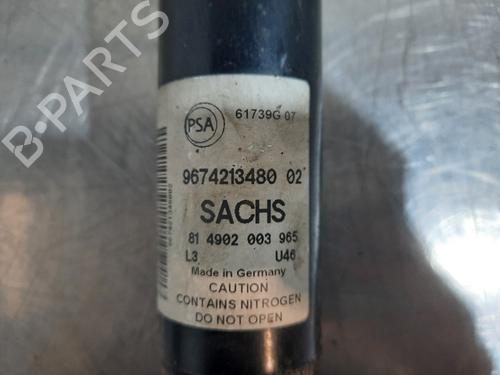 PSA
61739G 07
9674213480 02
SACHS
81 4902 003 965
L3 U46
Made in Germany
CAUTION
CONTAINS NITROGEN
DO NOT OPEN